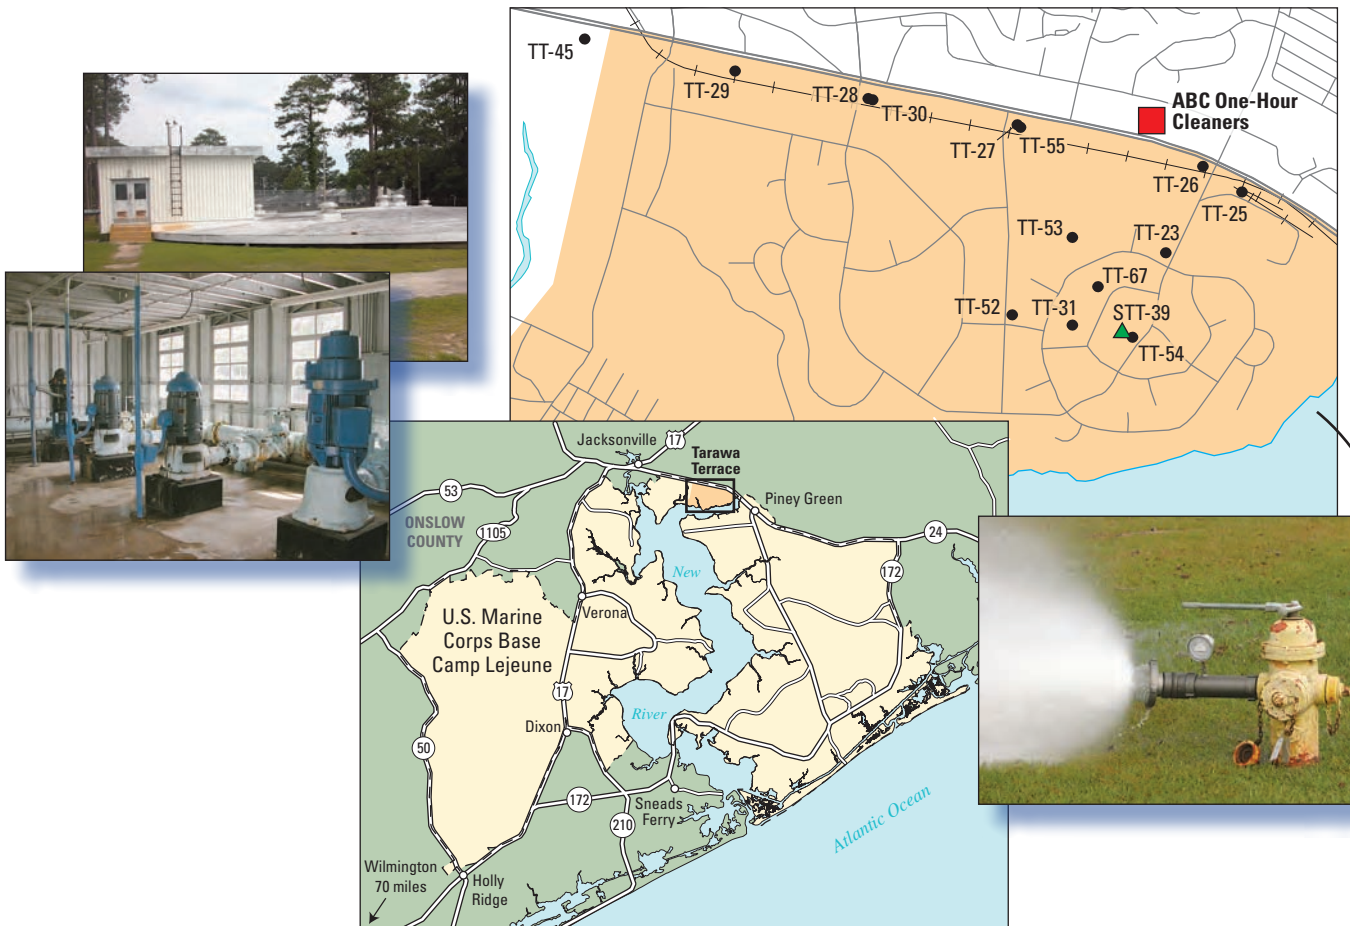 TT-45
TT-29
TT-28
TT-30
TT-27
TT-55
ABC One-Hour
Cleaners
TT-26
TT-25
TT-53
TT-23
TT-67
TT-52
TT-31
STT-39
TT-54
Jacksonville
17
Tarawa
Terrace
Piney Green
53
ONSLOW
COUNTY
1105
24
172
New
Verona
U.S. Marine
Corps Base
Camp Lejeune
17
River
Dixon
50
172
Sneads
Ferry
210
Atlantic Ocean
Wilmington
70 miles
Holly
Ridge